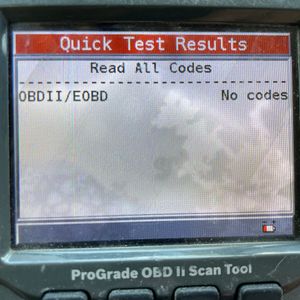 Quick Test Results
Read All Codes
OBDII/EOBD No codes
ProGrade OBD II Scan Tool